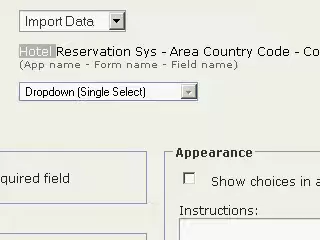 Import Data
Hotel Reservation Sys - Area Country Code - Co
(App name - Form name - Field name)
Dropdown (Single Select)
Appearance
quired field
Show choices in a
Instructions: